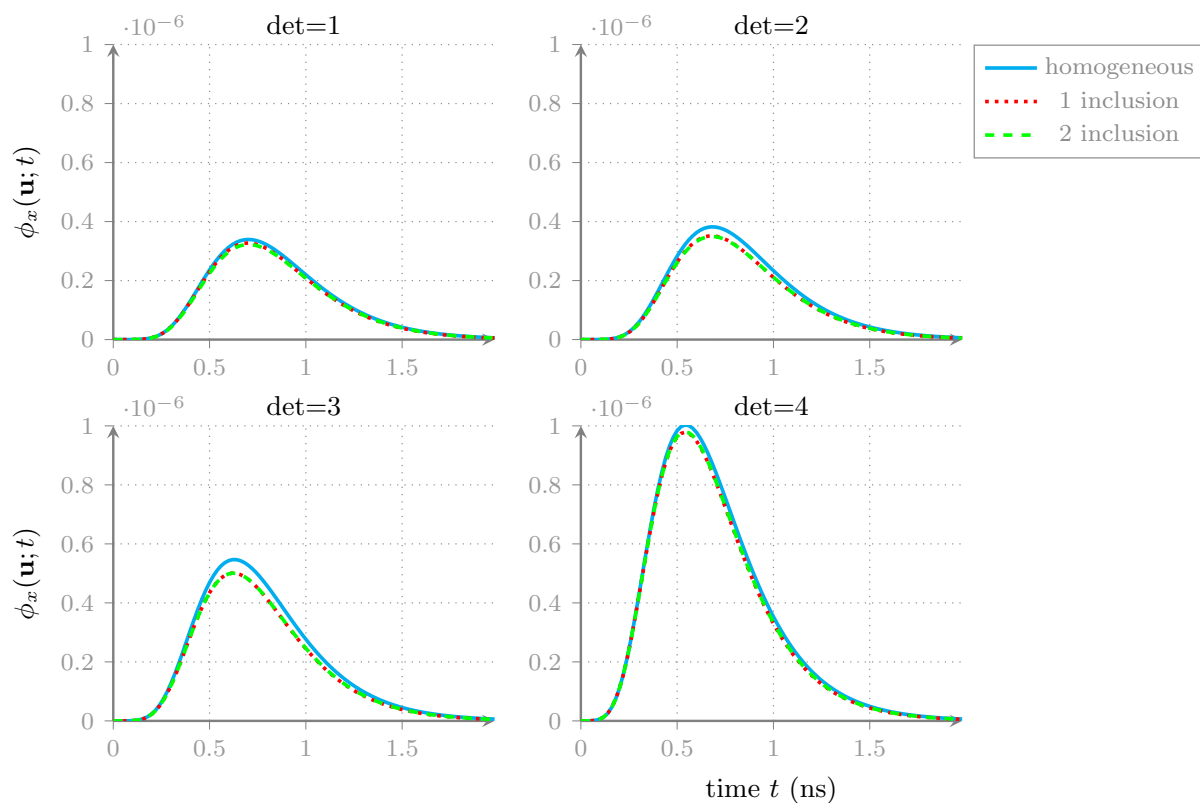 ·10⁻⁶ det=1
1
0.8
0.6
0.4
0.2
0
0 0.5 1 1.5
ϕₓ(u; t)
·10⁻⁶ det=2
1
0.8
0.6
0.4
0.2
0
0 0.5 1 1.5
homogeneous
1 inclusion
2 inclusion
·10⁻⁶ det=3
1
0.8
0.6
0.4
0.2
0
0 0.5 1 1.5
ϕₓ(u; t)
·10⁻⁶ det=4
1
0.8
0.6
0.4
0.2
0
0 0.5 1 1.5
time t (ns)